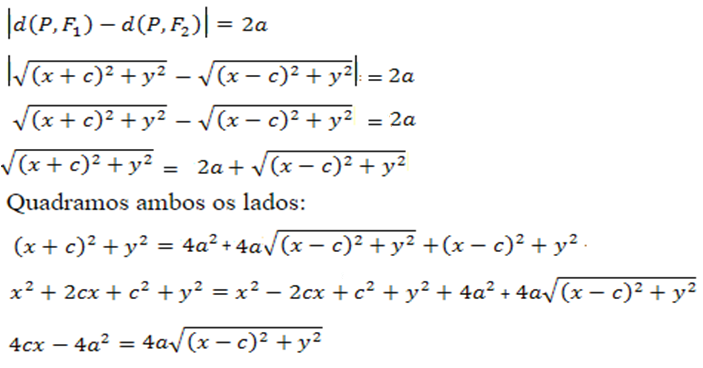 |d(P, F₁) − d(P, F₂)| = 2a
|√((x + c)² + y²) − √((x − c)² + y²)| = 2a
√((x + c)² + y²) − √((x − c)² + y²) = 2a
√((x + c)² + y²) = 2a + √((x − c)² + y²)
Quadramos ambos os lados:
(x + c)² + y² = 4a² + 4a√((x − c)² + y²) + (x − c)² + y²
x² + 2cx + c² + y² = x² − 2cx + c² + y² + 4a² + 4a√((x − c)² + y²)
4cx − 4a² = 4a√((x − c)² + y²)